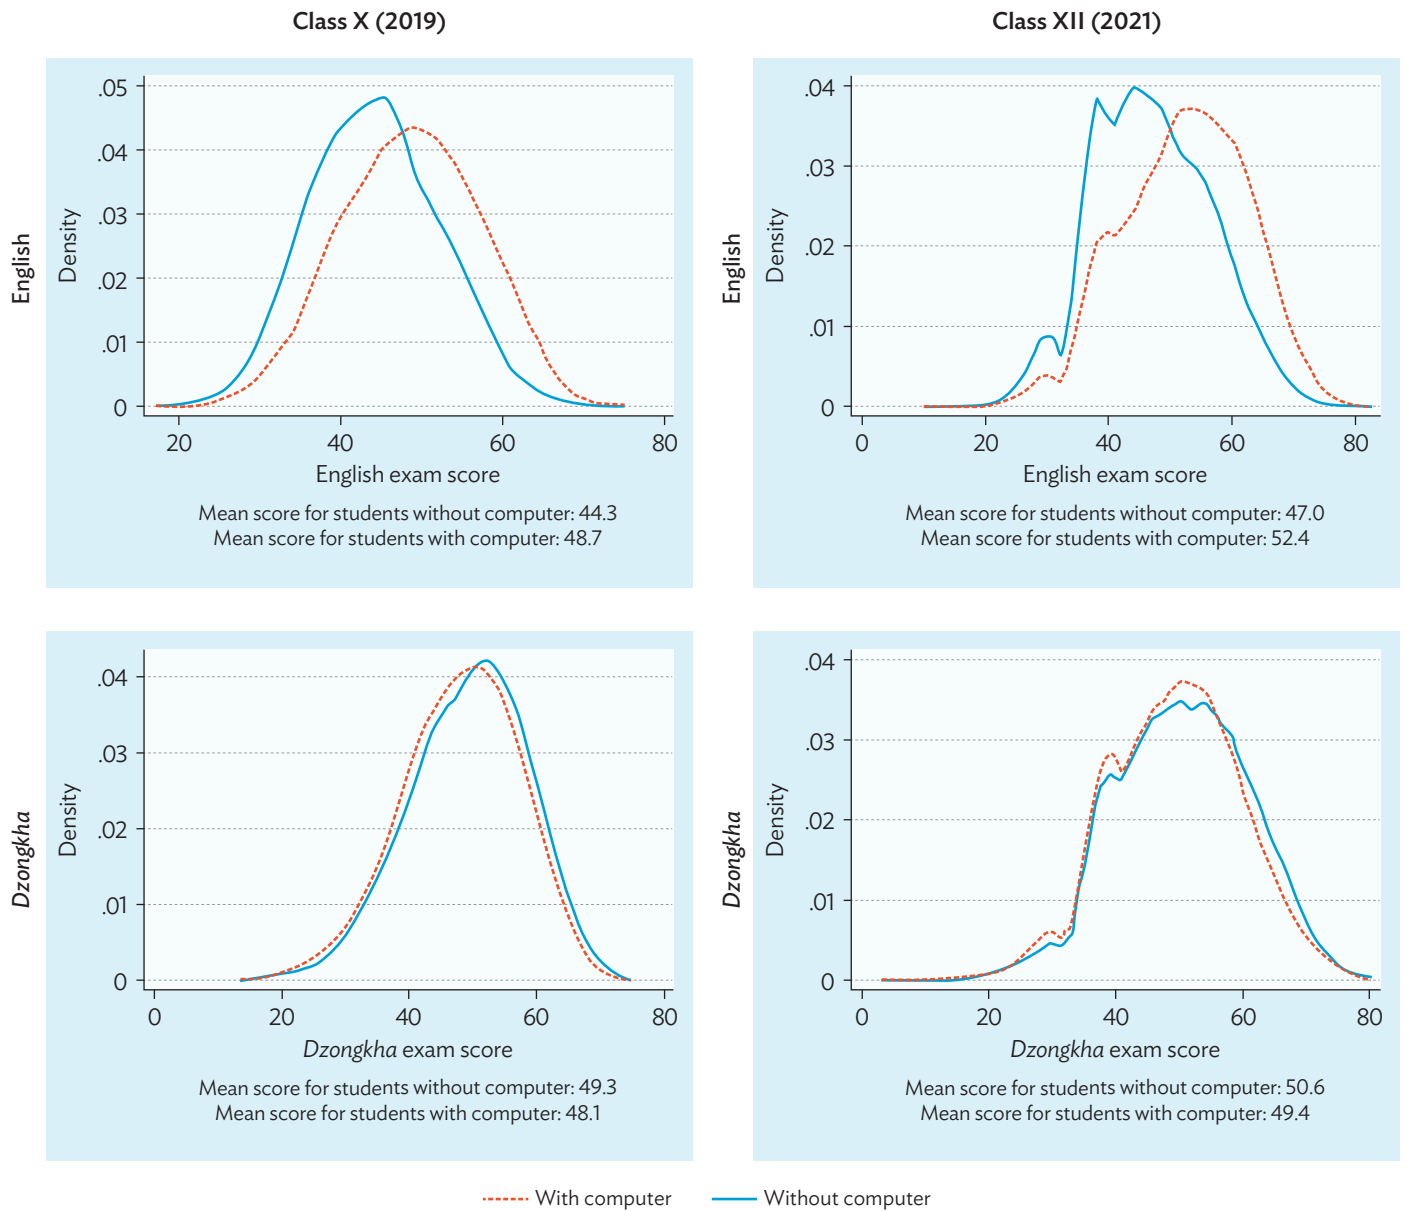 Class X (2019)
Class XII (2021)
English
Density
.05
.04
.03
.02
.01
0
20 40 60 80
English exam score
Mean score for students without computer: 44.3
Mean score for students with computer: 48.7
English
Density
.04
.03
.02
.01
0
0 20 40 60 80
English exam score
Mean score for students without computer: 47.0
Mean score for students with computer: 52.4
Dzongkha
Density
.04
.03
.02
.01
0
0 20 40 60 80
Dzongkha exam score
Mean score for students without computer: 49.3
Mean score for students with computer: 48.1
Dzongkha
Density
.04
.03
.02
.01
0
0 20 40 60 80
Dzongkha exam score
Mean score for students without computer: 50.6
Mean score for students with computer: 49.4
With computer Without computer